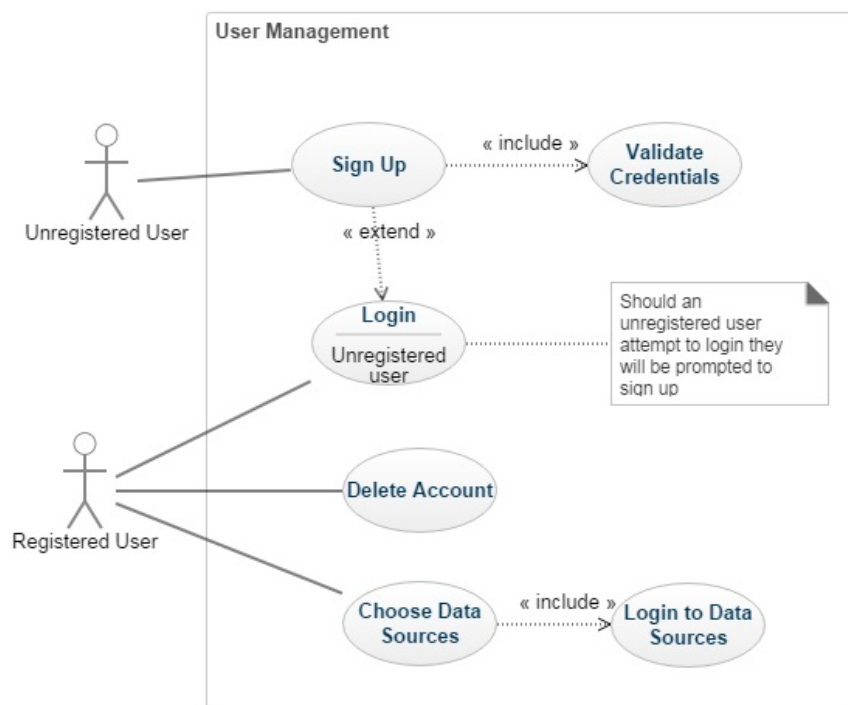 User Management
Sign Up
« include »
Validate
Credentials
Unregistered User
« extend »
Login
Unregistered
user
Should an
unregistered user
attempt to login they
will be prompted to
sign up
Delete Account
Registered User
Choose Data
Sources
« include »
Login to Data
Sources